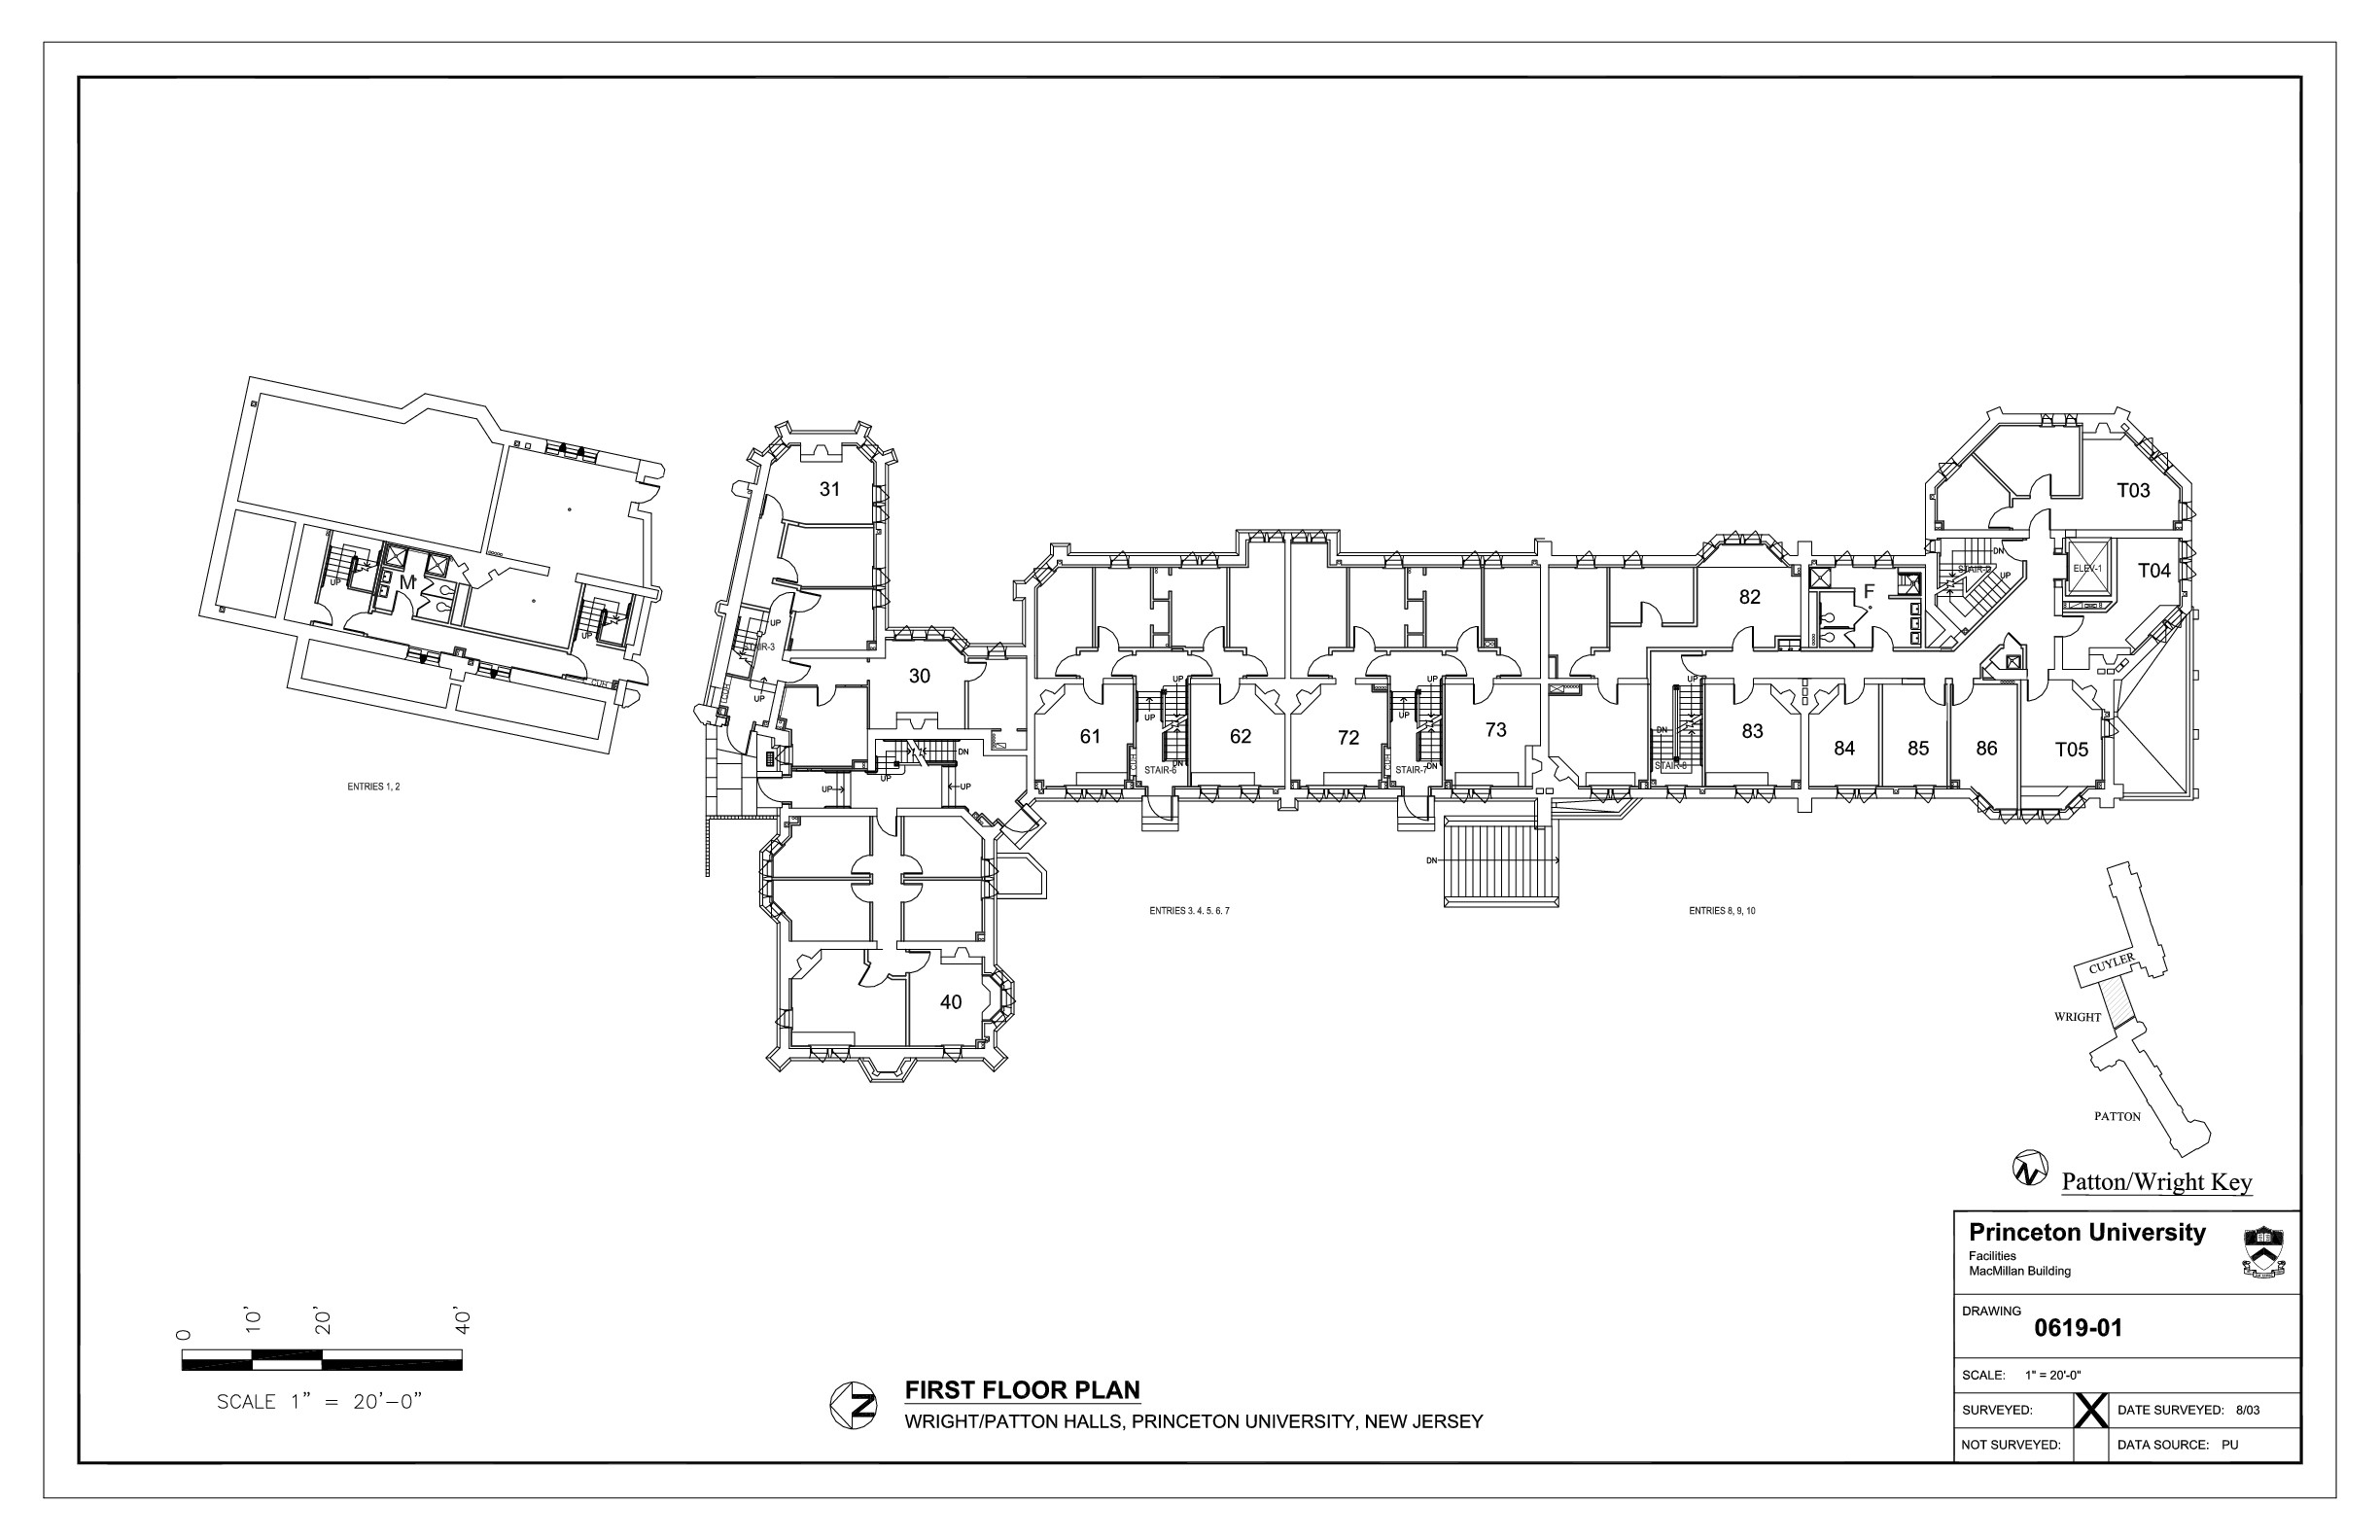 31
30
STAIR-3
UP
UP
CUH
M
UP
UP
CUH
ENTRIES 1, 2
UP
DN
UP
UP
40
61
62
72
73
UP
UP
CUH
STAIR-6
DN
UP
UP
CUH
STAIR-7
DN
DN
ENTRIES 3, 4, 5, 6, 7
82
83
84
85
86
UP
DN
STAIR-8
F
T03
T04
T05
DN
STAIR-9
UP
ELEV-1
ENTRIES 8, 9, 10
CUYLER
WRIGHT
PATTON
N
Patton/Wright Key
Princeton University
Facilities
MacMillan Building
DRAWING
0619-01
SCALE: 1" = 20'-0"
SURVEYED: X DATE SURVEYED: 8/03
NOT SURVEYED: DATA SOURCE: PU
0 10' 20' 40'
SCALE 1" = 20'-0"
N
FIRST FLOOR PLAN
WRIGHT/PATTON HALLS, PRINCETON UNIVERSITY, NEW JERSEY